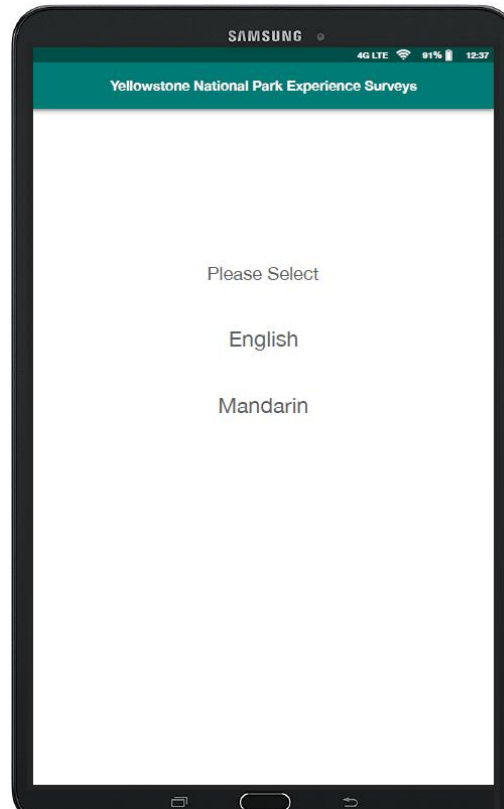 SAMSUNG
4G LTE 91% 12:37
Yellowstone National Park Experience Surveys
Please Select
English
Mandarin